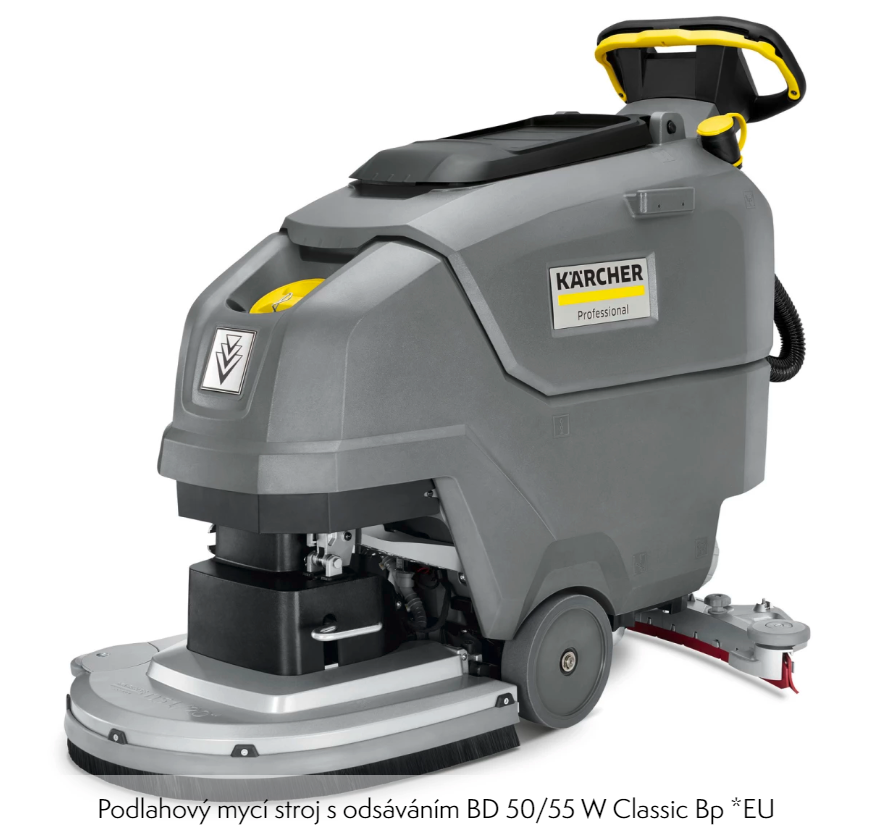 KÄRCHER
Professional
Podlahový mycí stroj s odsáváním BD 50/55 W Classic Bp *EU